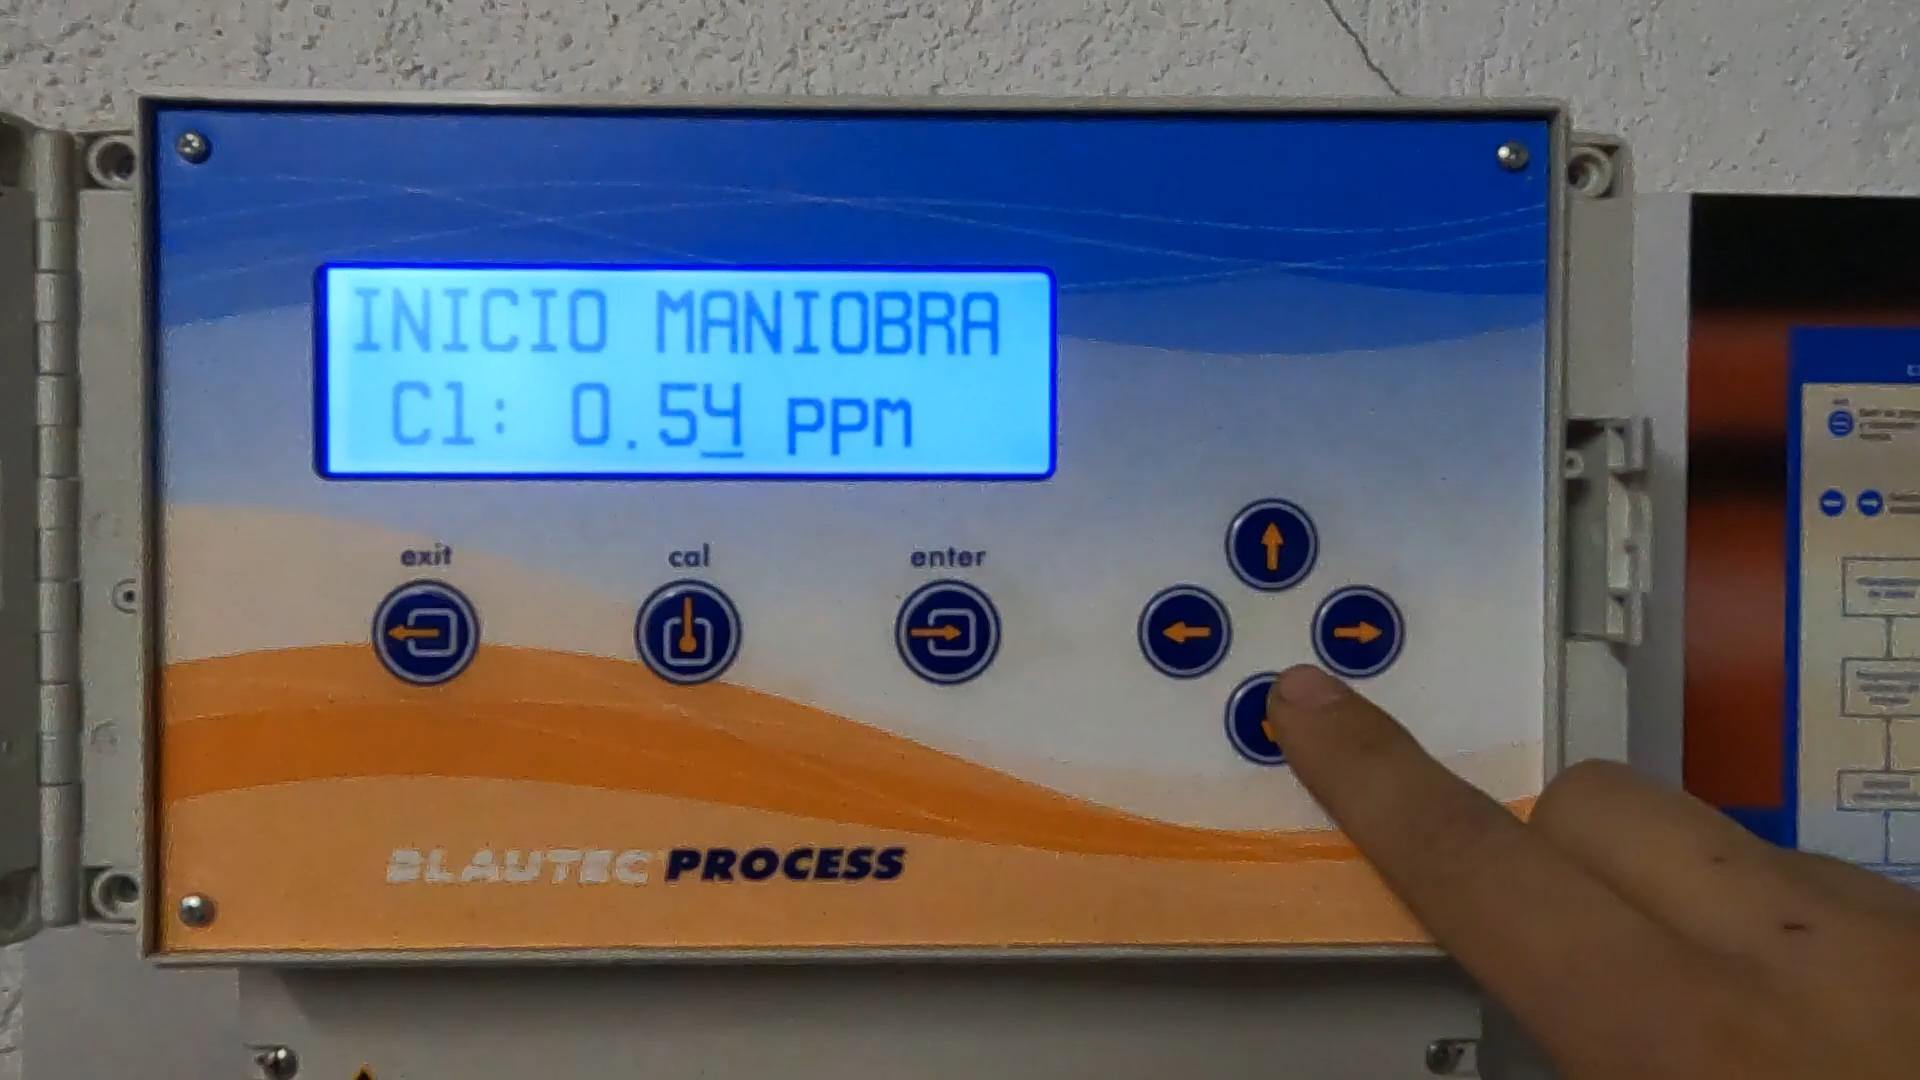 INICIO MANIOBRA
Cl: 0.54 PPM
exit
cal
enter
BLAUTEC PROCESS